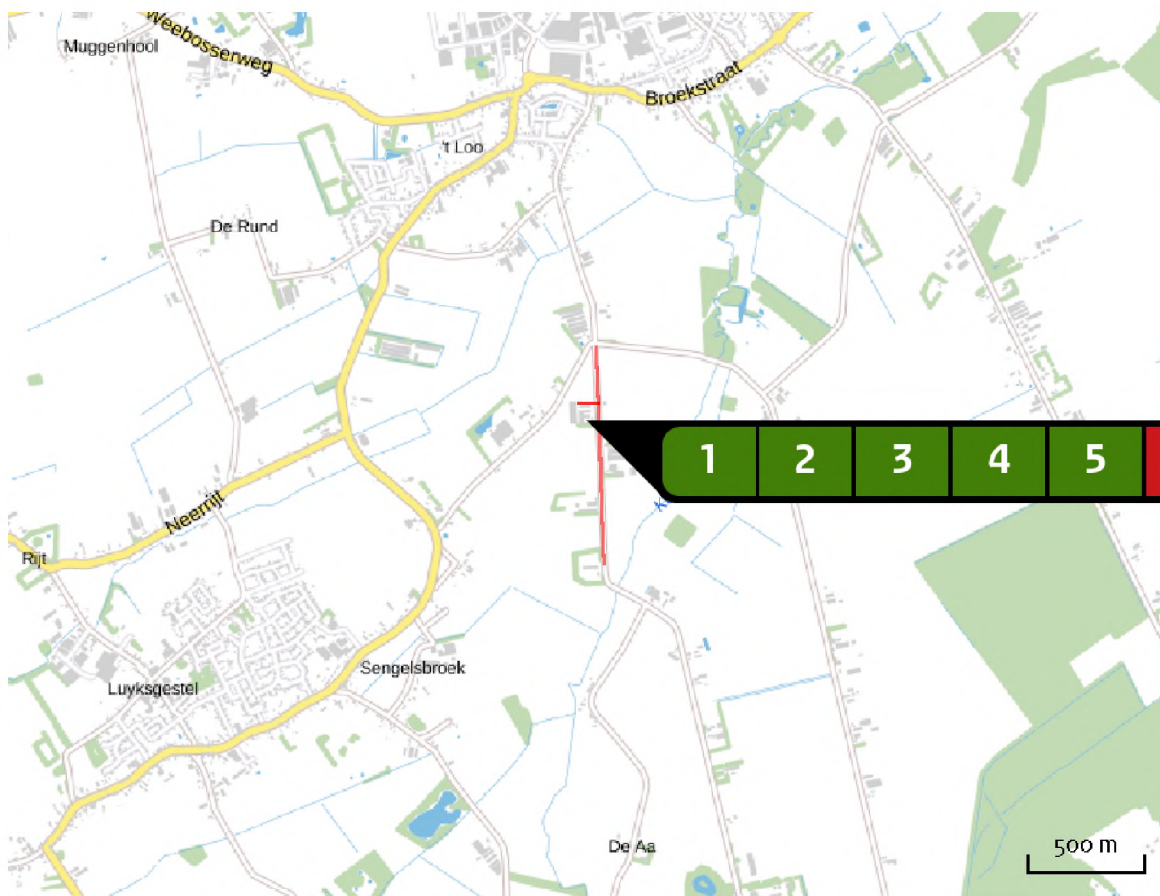 Weebosserweg
Muggenhool
Broekstraat
't Loo
De Rund
1 2 3 4 5
Neerrijt
Rijt
Sengelsbroek
Luyksgestel
De Aa
500 m